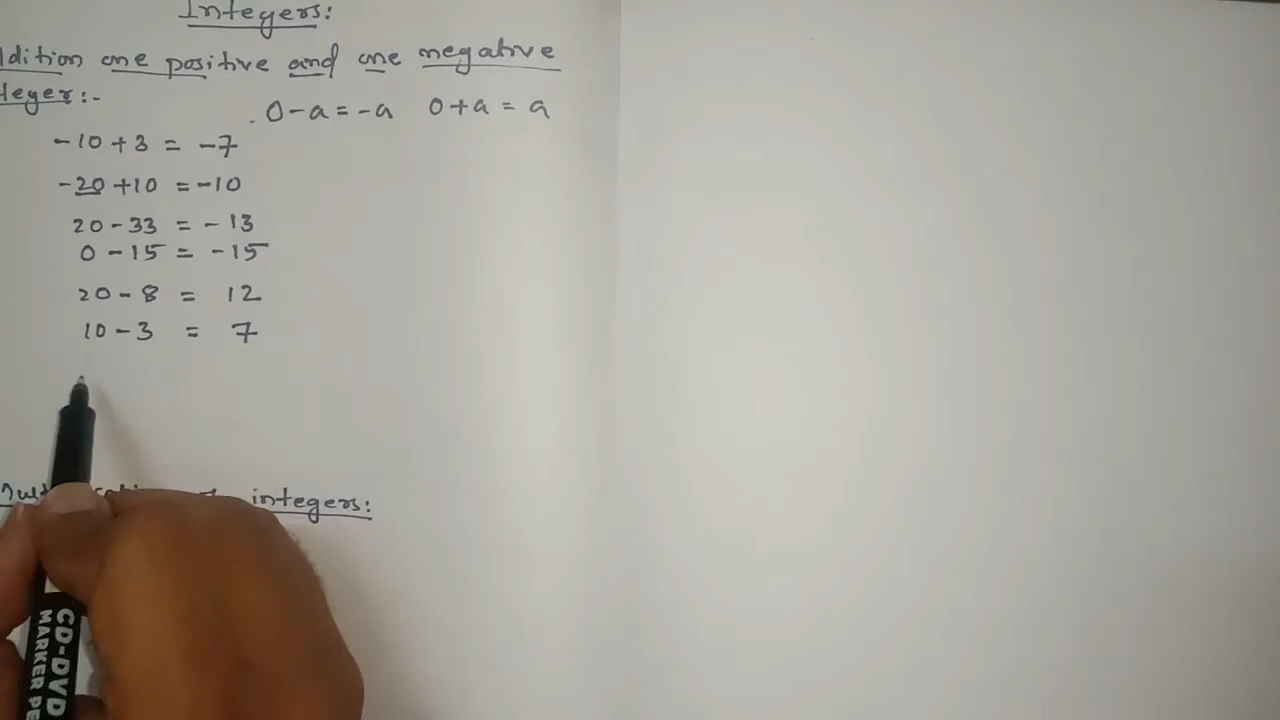 Integers:
dition one positive and one negative
teger:-
0-a=-a 0+a = a
-10+3 = -7
-20+10 =-10
20-33 = -13
0-15 = -15
20-8 = 12
10-3 = 7
integers:
CD-DVD
MARKER PE